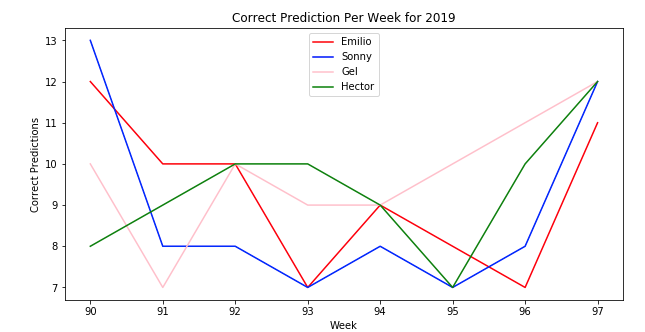 Correct Prediction Per Week for 2019
Emilio
Sonny
Gel
Hector
Correct Predictions
13
12
11
10
9
8
7
90 91 92 93 94 95 96 97
Week